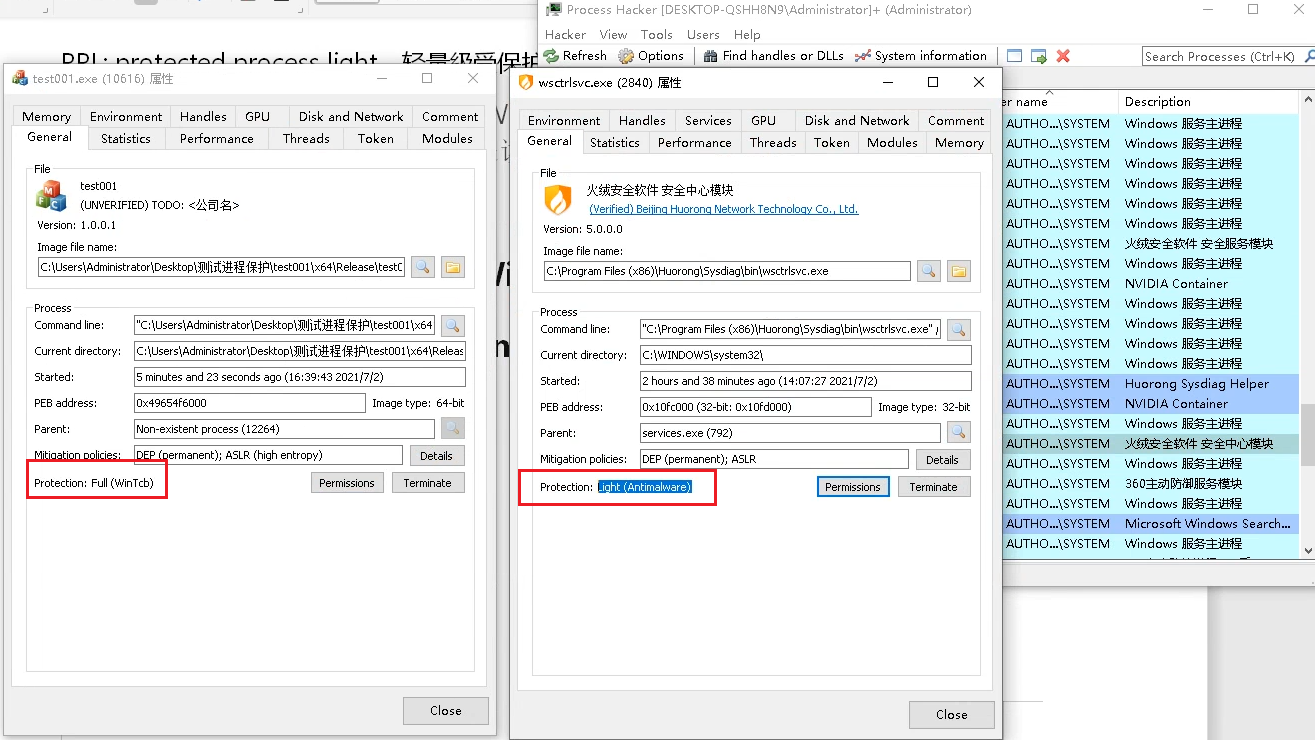 Process Hacker [DESKTOP-QSHH8N9\Administrator]+ (Administrator)
Hacker View Tools Users Help
Refresh Options Find handles or DLLs System information Search Processes (Ctrl+K)
PPL: protected process light
test001.exe (10616) 属性
Memory Environment Handles GPU Disk and Network Comment
General Statistics Performance Threads Token Modules
File
test001
(UNVERIFIED) TODO: <公司名>
Version: 1.0.0.1
Image file name:
C:\Users\Administrator\Desktop\测试进程保护\test001\x64\Release\test0
Process
Command line: "C:\Users\Administrator\Desktop\测试进程保护\test001\x64
Current directory: C:\Users\Administrator\Desktop\测试进程保护\test001\x64\Releas
Started: 5 minutes and 23 seconds ago (16:39:43 2021/7/2)
PEB address: 0x49654f6000 Image type: 64-bit
Parent: Non-existent process (12264)
Mitigation policies: DEP (permanent); ASLR (high entropy) Details
Protection: Full (WinTcb) Permissions Terminate
Close
wsctrlsvc.exe (2840) 属性
Environment Handles Services GPU Disk and Network Comment
General Statistics Performance Threads Token Modules Memory
File
火绒安全软件 安全中心模块
(Verified) Beijing Huorong Network Technology Co., Ltd.
Version: 5.0.0.0
Image file name:
C:\Program Files (x86)\Huorong\Sysdiag\bin\wsctrlsvc.exe
Process
Command line: "C:\Program Files (x86)\Huorong\Sysdiag\bin\wsctrlsvc.exe"
Current directory: C:\WINDOWS\system32\
Started: 2 hours and 38 minutes ago (14:07:27 2021/7/2)
PEB address: 0x10fc000 (32-bit: 0x10fd000) Image type: 32-bit
Parent: services.exe (792)
Mitigation policies: DEP (permanent); ASLR Details
Protection: Light (Antimalware) Permissions Terminate
Close
er name Description
AUTHO...\SYSTEM Windows 服务主进程
AUTHO...\SYSTEM Windows 服务主进程
AUTHO...\SYSTEM Windows 服务主进程
AUTHO...\SYSTEM Windows 服务主进程
AUTHO...\SYSTEM Windows 服务主进程
AUTHO...\SYSTEM Windows 服务主进程
AUTHO...\SYSTEM 火绒安全软件 安全服务模块
AUTHO...\SYSTEM Windows 服务主进程
AUTHO...\SYSTEM NVIDIA Container
AUTHO...\SYSTEM Windows 服务主进程
AUTHO...\SYSTEM Windows 服务主进程
AUTHO...\SYSTEM Windows 服务主进程
AUTHO...\SYSTEM Windows 服务主进程
AUTHO...\SYSTEM Huorong Sysdiag Helper
AUTHO...\SYSTEM NVIDIA Container
AUTHO...\SYSTEM Windows 服务主进程
AUTHO...\SYSTEM 火绒安全软件 安全中心模块
AUTHO...\SYSTEM Windows 服务主进程
AUTHO...\SYSTEM 360主动防御服务模块
AUTHO...\SYSTEM Windows 服务主进程
AUTHO...\SYSTEM Microsoft Windows Search...
AUTHO...\SYSTEM Windows 服务主进程